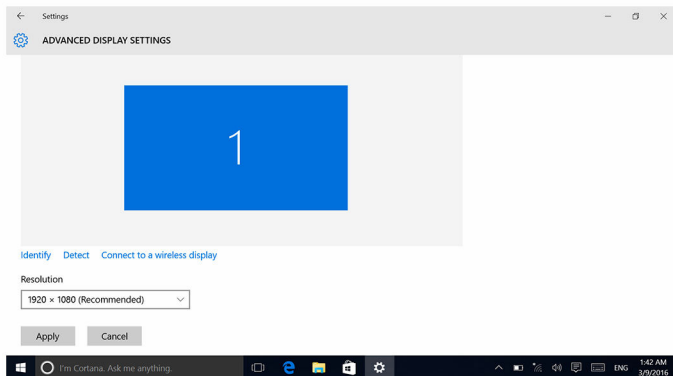 Settings
ADVANCED DISPLAY SETTINGS
1
Identify Detect Connect to a wireless display
Resolution
1920 × 1080 (Recommended)
Apply Cancel
I'm Cortana. Ask me anything.
ENG
1:42 AM
3/9/2016